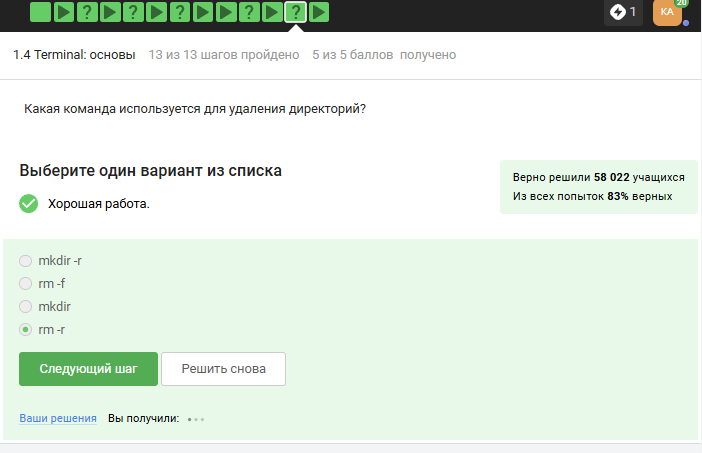 ? ? ? ? ? ?
1
KA
20
1.4 Terminal: основы 13 из 13 шагов пройдено 5 из 5 баллов получено
Какая команда используется для удаления директорий?
Выберите один вариант из списка
Хорошая работа.
Верно решили 58 022 учащихся
Из всех попыток 83% верных
mkdir -r
rm -f
mkdir
rm -r
Следующий шаг
Решить снова
Ваши решения Вы получили: